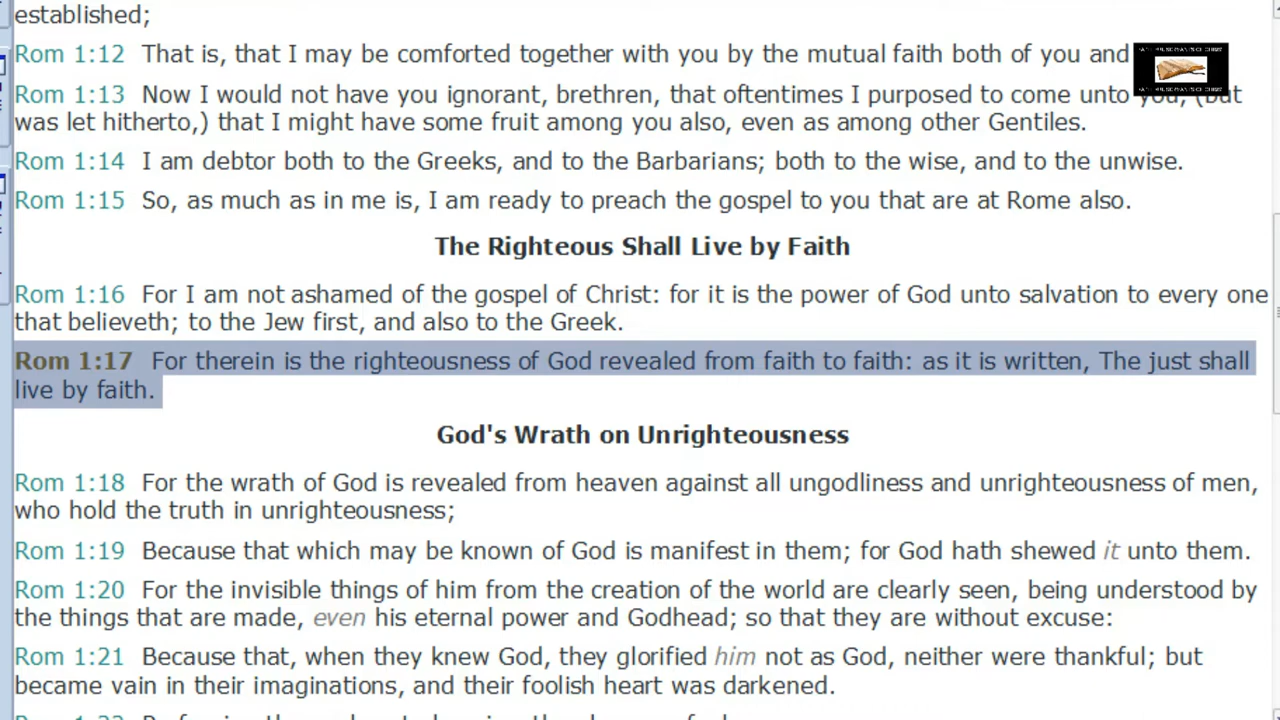 established;
Rom 1:12 That is, that I may be comforted together with you by the mutual faith both of you and
Rom 1:13 Now I would not have you ignorant, brethren, that oftentimes I purposed to come unto you, (but
was let hitherto,) that I might have some fruit among you also, even as among other Gentiles.
Rom 1:14 I am debtor both to the Greeks, and to the Barbarians; both to the wise, and to the unwise.
Rom 1:15 So, as much as in me is, I am ready to preach the gospel to you that are at Rome also.
The Righteous Shall Live by Faith
Rom 1:16 For I am not ashamed of the gospel of Christ: for it is the power of God unto salvation to every one
that believeth; to the Jew first, and also to the Greek.
Rom 1:17 For therein is the righteousness of God revealed from faith to faith: as it is written, The just shall
live by faith.
God's Wrath on Unrighteousness
Rom 1:18 For the wrath of God is revealed from heaven against all ungodliness and unrighteousness of men,
who hold the truth in unrighteousness;
Rom 1:19 Because that which may be known of God is manifest in them; for God hath shewed it unto them.
Rom 1:20 For the invisible things of him from the creation of the world are clearly seen, being understood by
the things that are made, even his eternal power and Godhead; so that they are without excuse:
Rom 1:21 Because that, when they knew God, they glorified him not as God, neither were thankful; but
became vain in their imaginations, and their foolish heart was darkened.